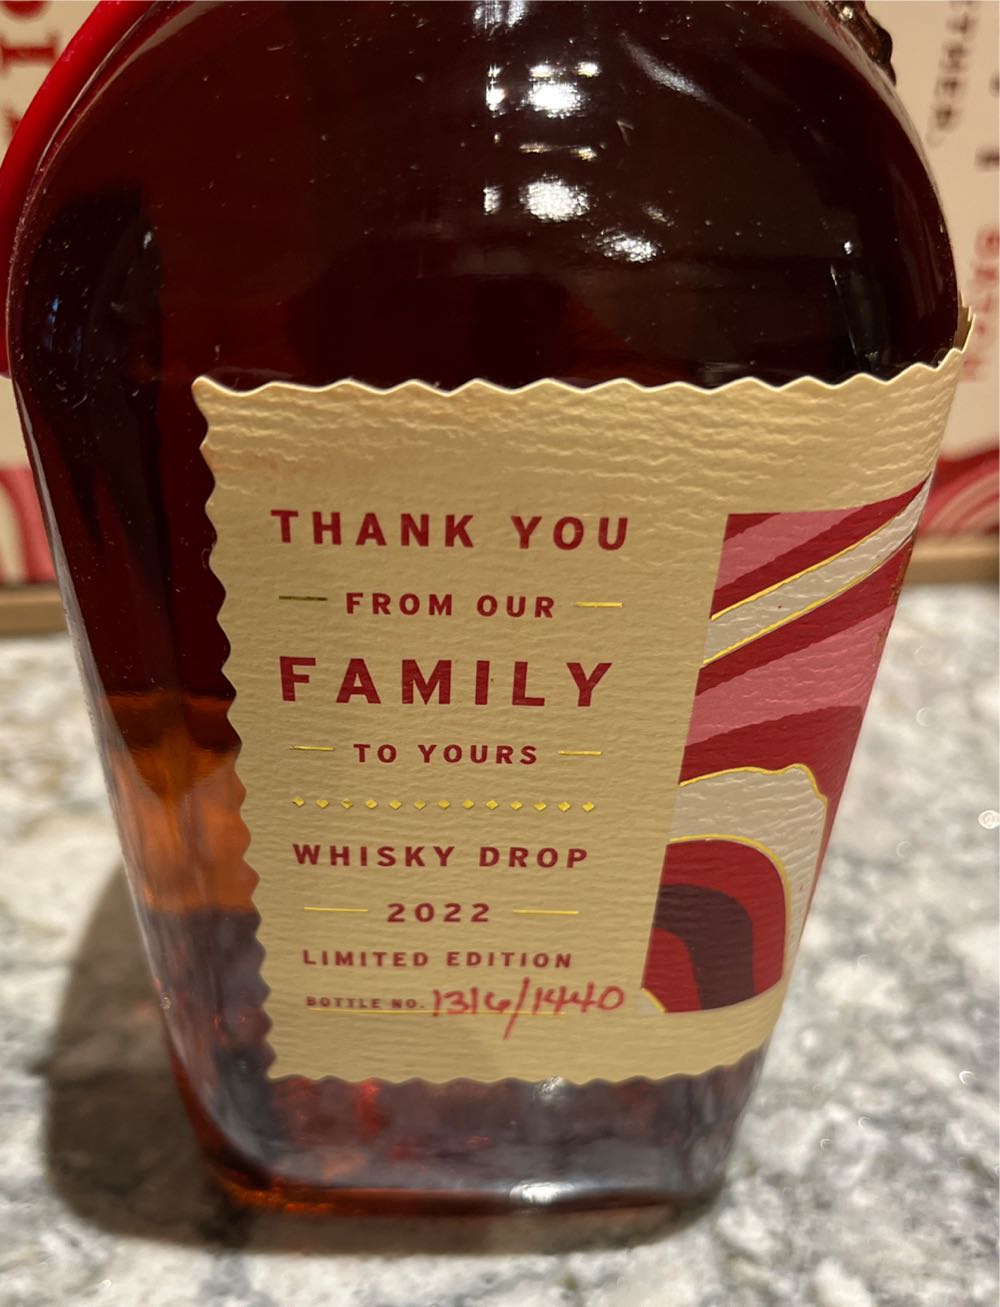 THANK YOU
FROM OUR
FAMILY
TO YOURS
WHISKY DROP
2022
LIMITED EDITION
BOTTLE NO. 1316/1440